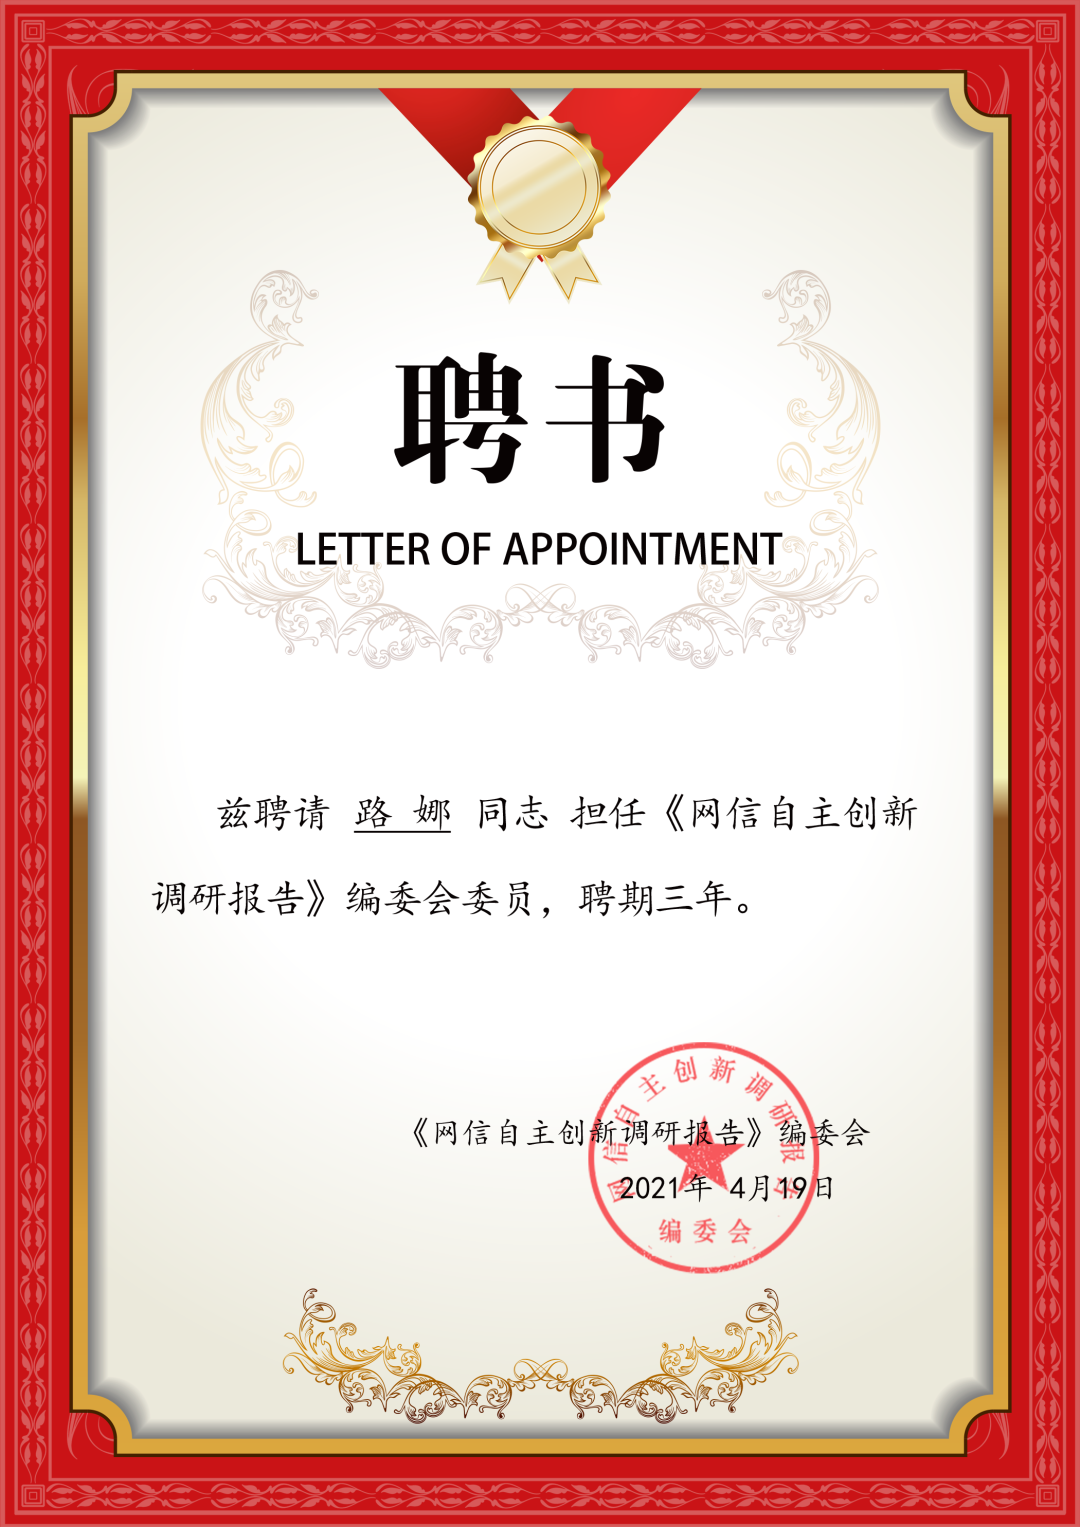 聘书
LETTER OF APPOINTMENT
兹聘请 路 娜 同志 担任《网信自主创新
调研报告》编委会委员，聘期三年。
《网信自主创新调研报告》编委会
2021年 4月19日
网信自主创新调研报告
编委会